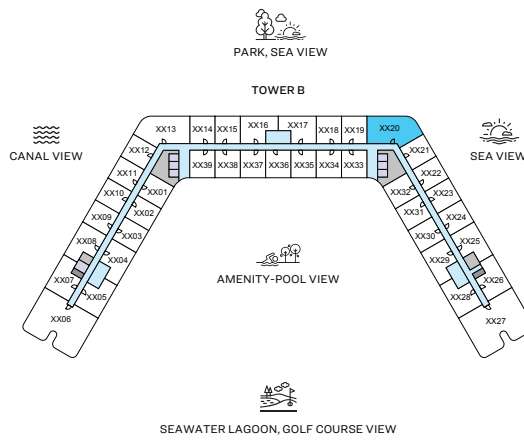 PARK, SEA VIEW
TOWER B
XX13
XX14
XX15
XX16
XX17
XX18
XX19
XX20
CANAL VIEW
SEA VIEW
XX12
XX11
XX10
XX09
XX08
XX07
XX06
XX01
XX02
XX03
XX04
XX05
XX39
XX38
XX37
XX36
XX35
XX34
XX33
XX32
XX31
XX30
XX29
XX28
XX21
XX22
XX23
XX24
XX25
XX26
XX27
AMENITY-POOL VIEW
SEAWATER LAGOON, GOLF COURSE VIEW